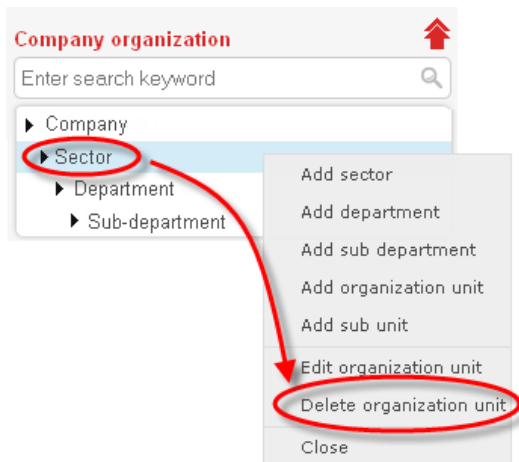 Company organization
Enter search keyword
Company
Sector
Department
Sub-department
Add sector
Add department
Add sub department
Add organization unit
Add sub unit
Edit organization unit
Delete organization unit
Close